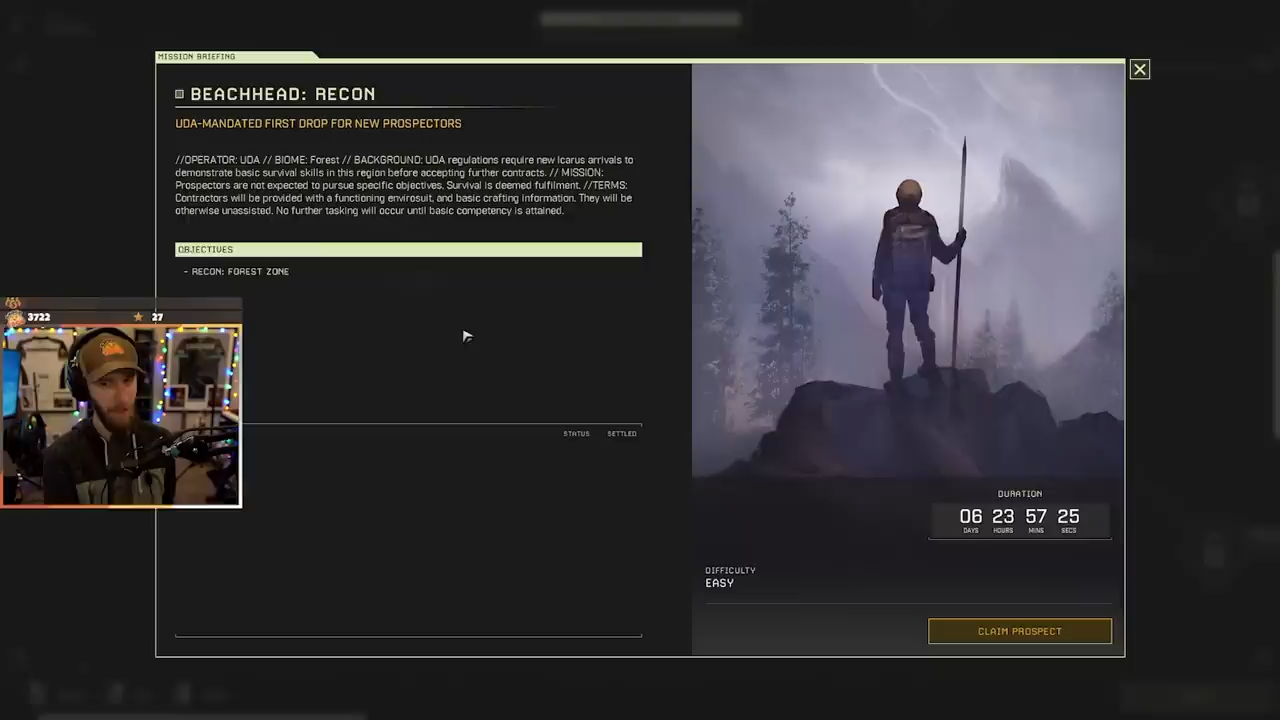 MISSION BRIEFING
BEACHHEAD: RECON
UDA-MANDATED FIRST DROP FOR NEW PROSPECTORS
//OPERATOR: UDA // BIOME: Forest // BACKGROUND: UDA regulations require new Icarus arrivals to
demonstrate basic survival skills in this region before accepting further contracts. // MISSION:
Prospectors are not expected to pursue specific objectives. Survival is deemed fulfilment. //TERMS:
Contractors will be provided with a functioning envirosuit, and basic crafting information. They will be
otherwise unassisted. No further tasking will occur until basic competency is attained.
OBJECTIVES
- RECON: FOREST ZONE
3722 27
STATUS SETTLED
DURATION
06 23 57 25
DAYS HOURS MINS SECS
DIFFICULTY
EASY
CLAIM PROSPECT